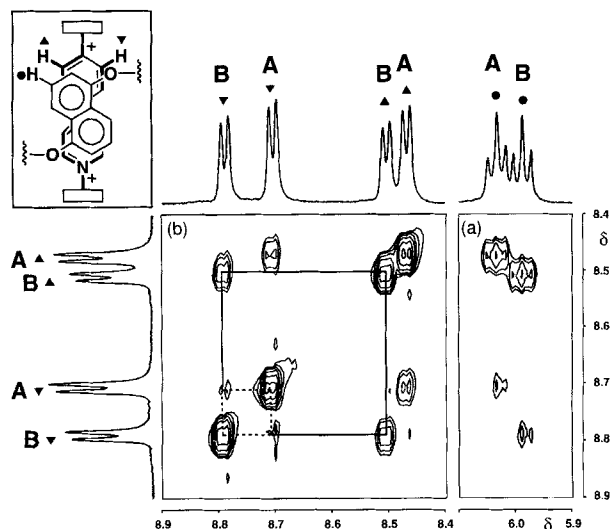 H ▲ + ▼ H
● H
O
O
N
+
B ▼ A ▼ B ▲ A ▲ A ● B ●
A ▲
B ▲
A ▼
B ▼
(b) (a)
8.4
δ
8.5
8.6
8.7
8.8
8.9
8.9 8.8 8.7 8.6 8.5 8.4 6.0 δ 5.9